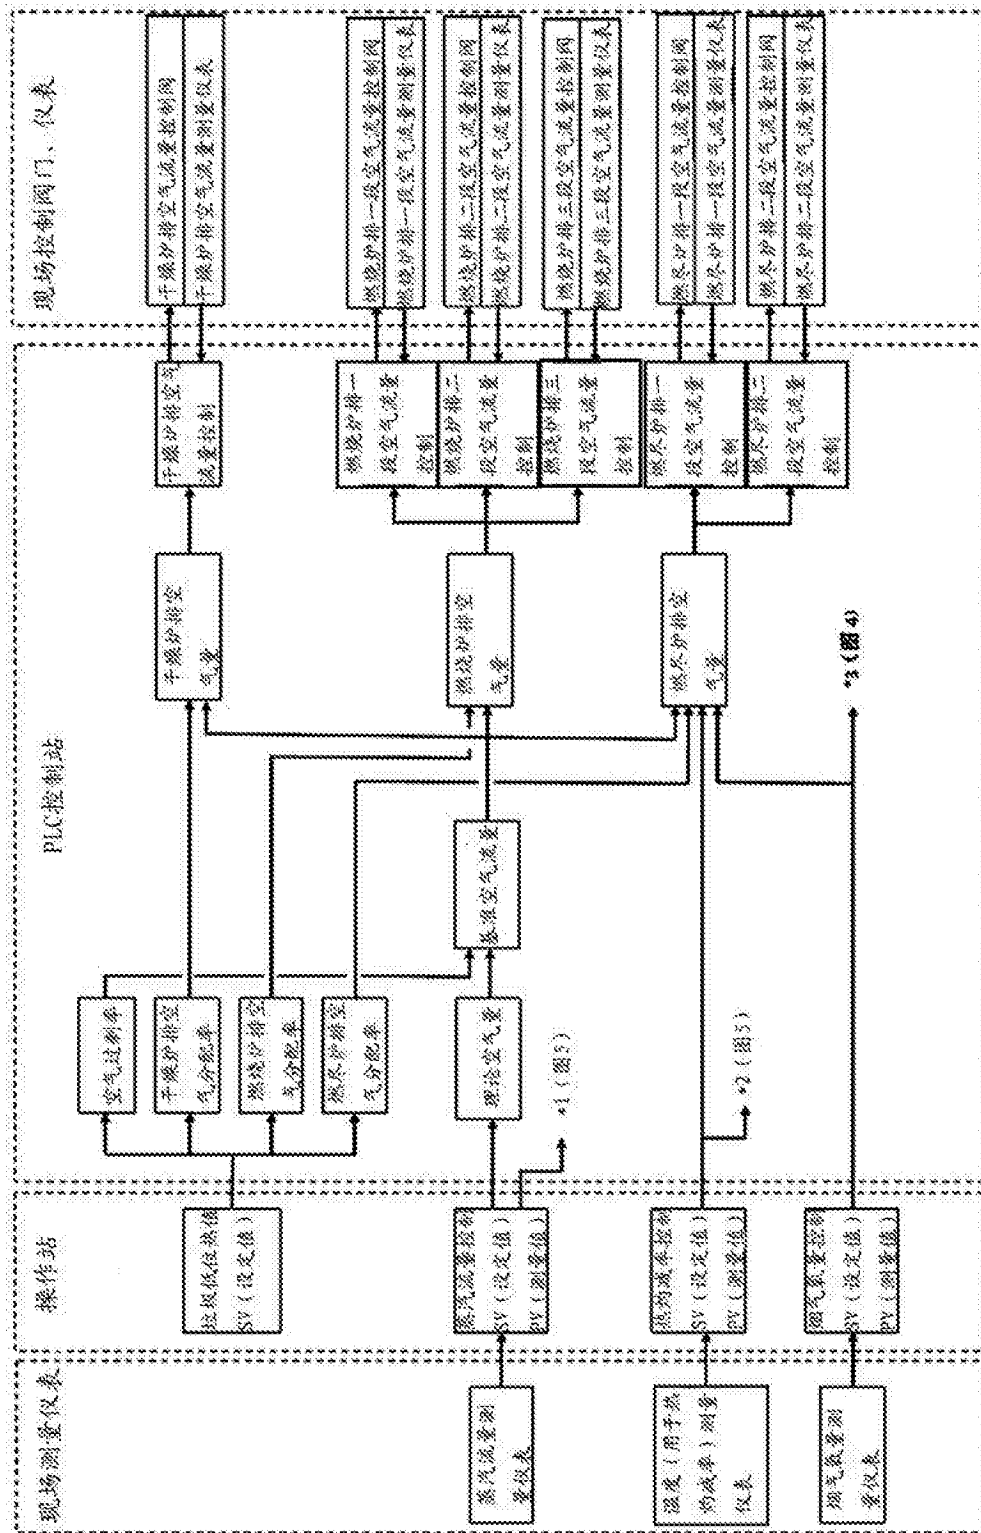 现场控制阀门、仪表
干燥炉排空气流量控制阀
干燥炉排空气流量测量仪表
燃烧炉排一段空气流量控制阀
燃烧炉排一段空气流量测量仪表
燃烧炉排二段空气流量控制阀
燃烧炉排二段空气流量测量仪表
燃烧炉排三段空气流量控制阀
燃烧炉排三段空气流量测量仪表
燃尽炉排一段空气流量控制阀
燃尽炉排一段空气流量测量仪表
燃尽炉排二段空气流量控制阀
燃尽炉排二段空气流量测量仪表
PLC控制站
干燥炉排空气
流量控制
燃烧炉排一
段空气流量
控制
燃烧炉排二
段空气流量
控制
燃烧炉排三
段空气流量
控制
燃尽炉排一
段空气流量
控制
燃尽炉排二
段空气流量
控制
干燥炉排空
气量
燃烧炉排空
气量
燃尽炉排空
气量
*3（图4）
基准空气流量
空气过剩率
干燥炉排空
气分配率
燃烧炉排空
气分配率
燃尽炉排空
气分配率
理论空气量
*1（图5）
*2（图5）
操作站
垃圾低位热值
SV（设定值）
蒸汽流量控制
SV（设定值）
PV（测量值）
热灼减率控制
SV（设定值）
PV（测量值）
烟气氧量控制
SV（设定值）
PV（测量值）
现场测量仪表
蒸汽流量测
量仪表
温度（用于热
灼减率）测量
仪表
烟气氧量测
量仪表